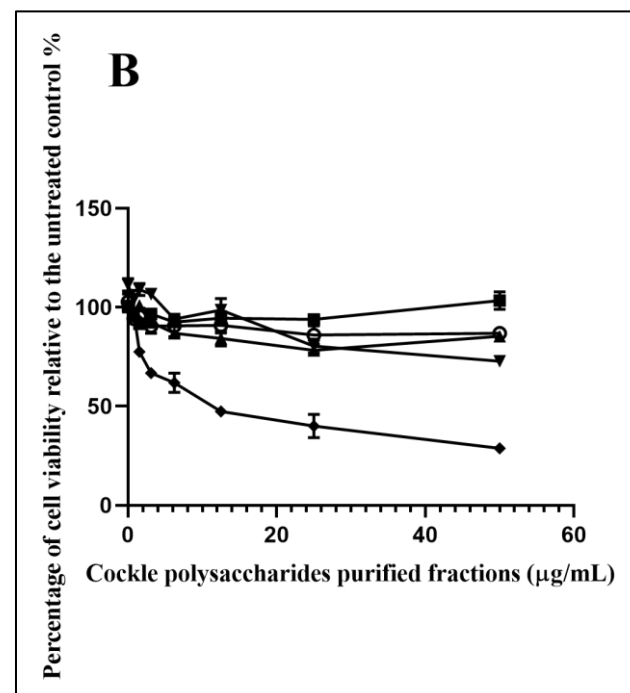 B
Percentage of cell viability relative to the untreated control %
150
100
50
0
0 20 40 60
Cockle polysaccharides purified fractions (μg/mL)